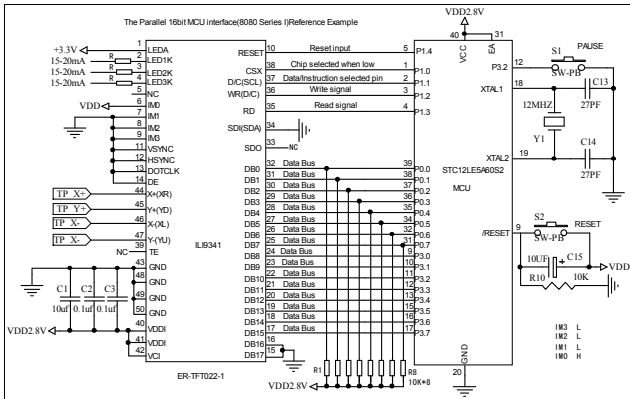 The Parallel 16bit MCU interface(8080 Series I)Reference Example
+3.3V
15-20mA R
15-20mA R
15-20mA R
VDD
1 LEDA
2 LED1K
3 LED2K
4 LED3K
5 NC
6 IM0
7 IM1
8 IM2
9 IM3
11 VSYNC
12 HSYNC
13 DOTCLK
14 DE
TP X+ 44 X+(XR)
TP Y+ 45 Y+(YD)
TP X- 46 X-(XL)
TP X- 47 Y-(YU)
NC 39 TE
43 GND
48 GND
49 GND
50 GND
40 VDDI
41 VDDI
42 VCI
C1 C2 C3
10uf 0.1uf 0.1uf
VDD2.8V
ILI9341
ER-TFT022-1
RESET 10 Reset input 5 P1.4
CSX 38 Chip selected when low 1 P1.0
D/C(SCL) 37 Data/Instruction selected pin 2 P1.1
WR(D/C) 36 Write signal 3 P1.2
RD 35 Read signal 4 P1.3
SDI(SDA) 34
SDO 33 NC
DB0 32 Data Bus 39 P0.0
DB1 31 Data Bus 38 P0.1
DB2 30 Data Bus 37 P0.2
DB3 29 Data Bus 36 P0.3
DB4 28 Data Bus 35 P0.4
DB5 27 Data Bus 34 P0.5
DB6 26 Data Bus 32 P0.6
DB7 25 Data Bus 31 P0.7
DB8 24 Data Bus 10 P3.0
DB9 23 Data Bus 11 P3.1
DB10 22 Data Bus
DB11 21 Data Bus
DB12 20 Data Bus
DB13 19 Data Bus
DB14 18 Data Bus 16 P3.6
DB15 17 Data Bus 17 P3.7
DB16 16
DB17 15
R1 R8
10K*8
VDD2.8V
VDD2.8V
40 31
VCC EA
STC12LE5A60S2
MCU
GND
20
P3.2 12
S1 PAUSE
SW-PB
XTAL1 18
C13
27PF
12MHZ
Y1
XTAL2 19
C14
27PF
/RESET 9
S2 RESET
SW-PB
10UF + C15
VDD
R10 10K
IM3 L
IM2 L
IM1 L
IM0 H